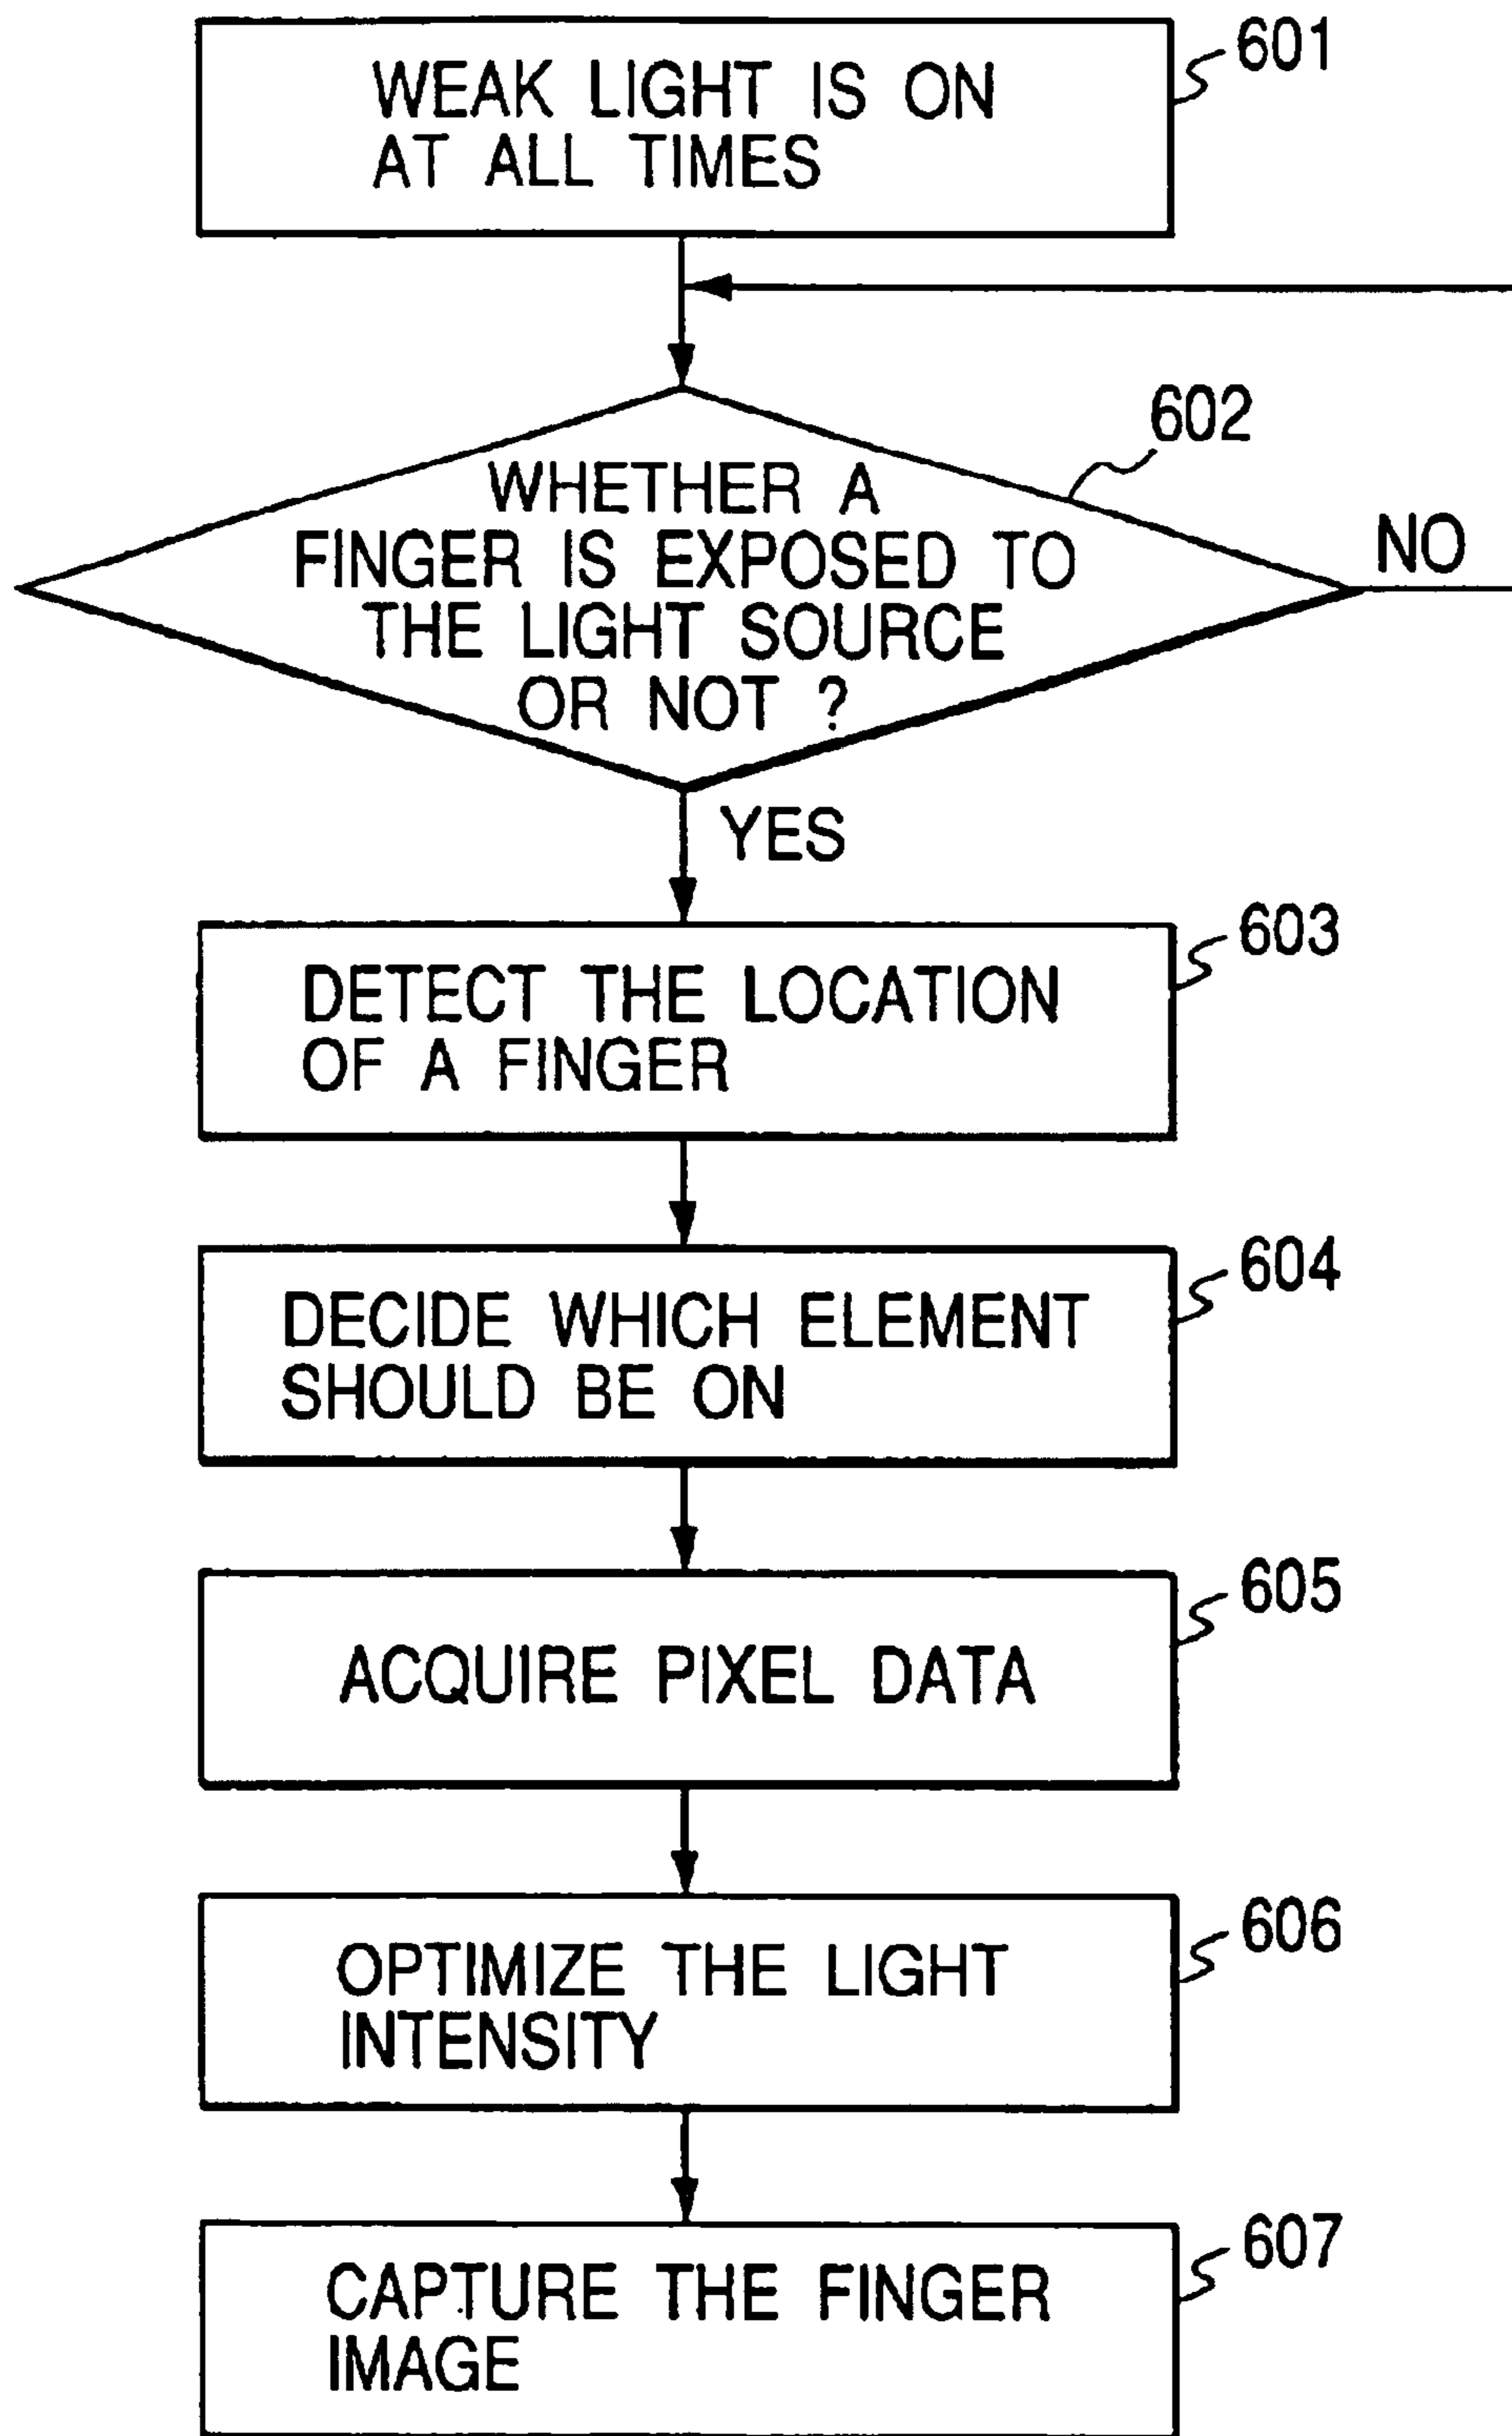 WEAK LIGHT IS ON
AT ALL TIMES
601
602
WHETHER A
FINGER IS EXPOSED TO
THE LIGHT SOURCE
OR NOT ?
NO
YES
603
DETECT THE LOCATION
OF A FINGER
604
DECIDE WHICH ELEMENT
SHOULD BE ON
605
ACQUIRE PIXEL DATA
606
OPTIMIZE THE LIGHT
INTENSITY
607
CAPTURE THE FINGER
IMAGE